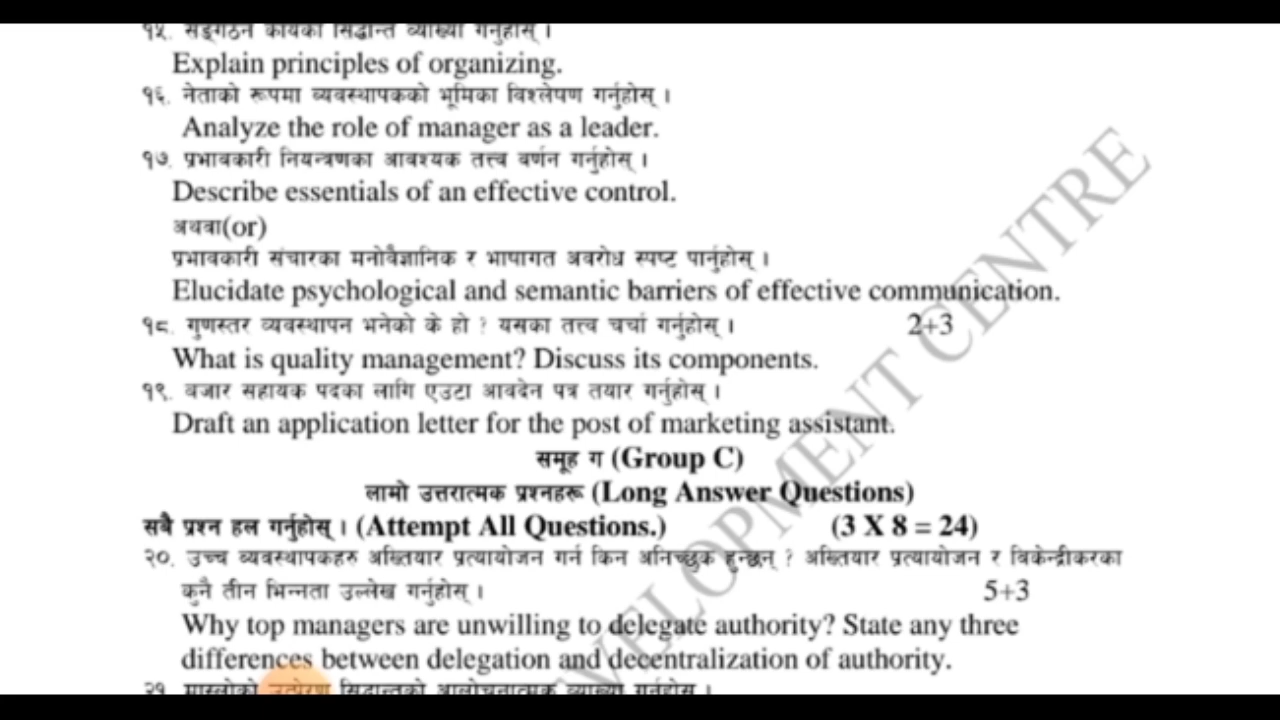 १५. सङ्गठन कार्यका सिद्धान्त व्याख्या गर्नुहोस् ।
Explain principles of organizing.
१६. नेताको रूपमा व्यवस्थापकको भूमिका विश्लेषण गर्नुहोस् ।
Analyze the role of manager as a leader.
१७. प्रभावकारी नियन्त्रणका आवश्यक तत्त्व वर्णन गर्नुहोस् ।
Describe essentials of an effective control.
अथवा(or)
प्रभावकारी संचारका मनोवैज्ञानिक र भाषागत अवरोध स्पष्ट पार्नुहोस् ।
Elucidate psychological and semantic barriers of effective communication.
१८. गुणस्तर व्यवस्थापन भनेको के हो ? यसका तत्त्व चर्चा गर्नुहोस् । 2+3
What is quality management? Discuss its components.
१९. बजार सहायक पदका लागि एउटा आवदेन पत्र तयार गर्नुहोस् ।
Draft an application letter for the post of marketing assistant.
समूह ग (Group C)
लामो उत्तरात्मक प्रश्नहरू (Long Answer Questions)
सबै प्रश्न हल गर्नुहोस् । (Attempt All Questions.) (3 X 8 = 24)
२०. उच्च व्यवस्थापकहरु अख्तियार प्रत्यायोजन गर्न किन अनिच्छुक हुन्छन् ? अख्तियार प्रत्यायोजन र विकेन्द्रीकरका
कुनै तीन भिन्नता उल्लेख गर्नुहोस् । 5+3
Why top managers are unwilling to delegate authority? State any three
differences between delegation and decentralization of authority.
२१. मास्लोको उत्प्रेरणा सिद्धान्तको आलोचनात्मक व्याख्या गर्नुहोस् ।
EVELOPMENT CENTRE